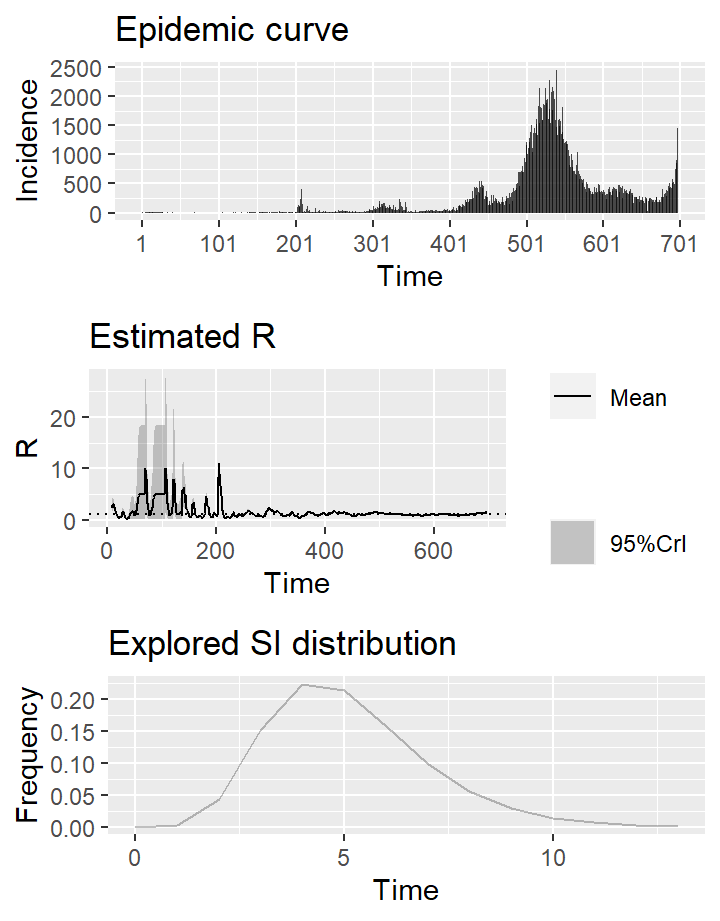 Epidemic curve
2500
2000
1500
1000
500
0
Incidence
1 101 201 301 401 501 601 701
Time
Estimated R
20
10
0
R
0 200 400 600
Time
Mean
95%CrI
Explored SI distribution
0.20
0.15
0.10
0.05
0.00
Frequency
0 5 10
Time